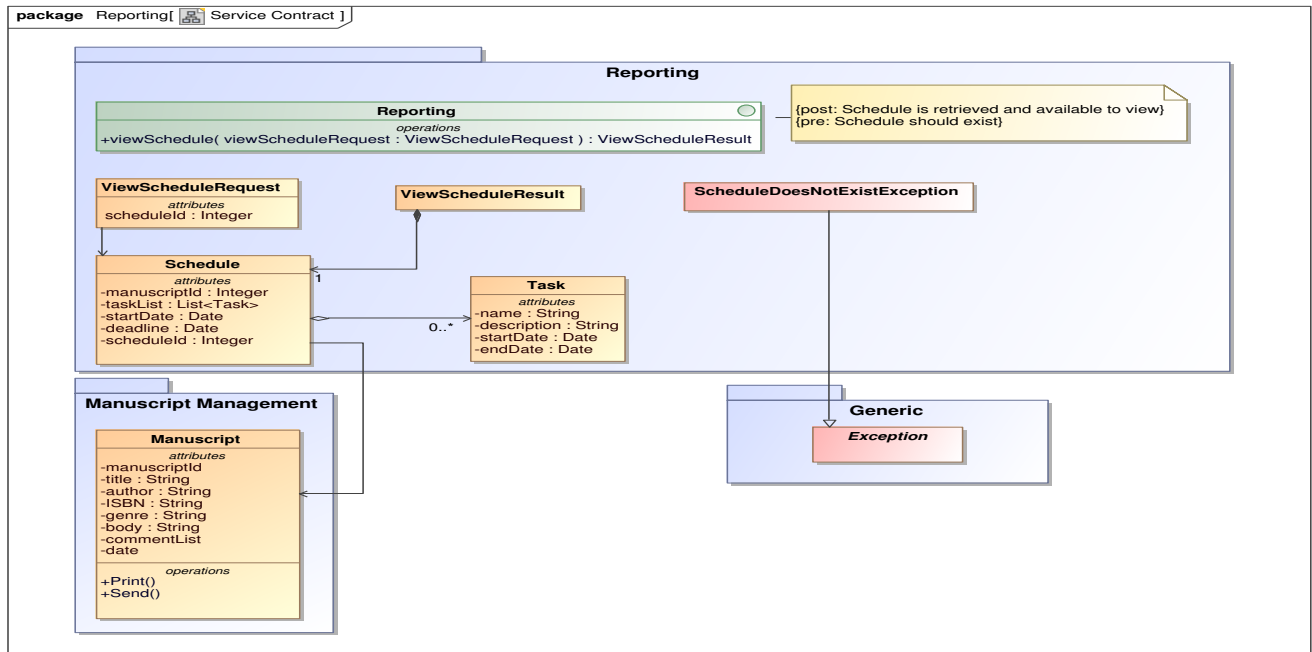 package Reporting[ Service Contract ]
Reporting
Reporting
operations
+viewSchedule( viewScheduleRequest : ViewScheduleRequest ) : ViewScheduleResult
{post: Schedule is retrieved and available to view}
{pre: Schedule should exist}
ViewScheduleRequest
attributes
scheduleId : Integer
ViewScheduleResult
ScheduleDoesNotExistException
Schedule
attributes
-manuscriptId : Integer
-taskList : List<Task>
-startDate : Date
-deadline : Date
-scheduleId : Integer
1
0..*
Task
attributes
-name : String
-description : String
-startDate : Date
-endDate : Date
Manuscript Management
Manuscript
attributes
-manuscriptId
-title : String
-author : String
-ISBN : String
-genre : String
-body : String
-commentList
-date
operations
+Print()
+Send()
Generic
Exception